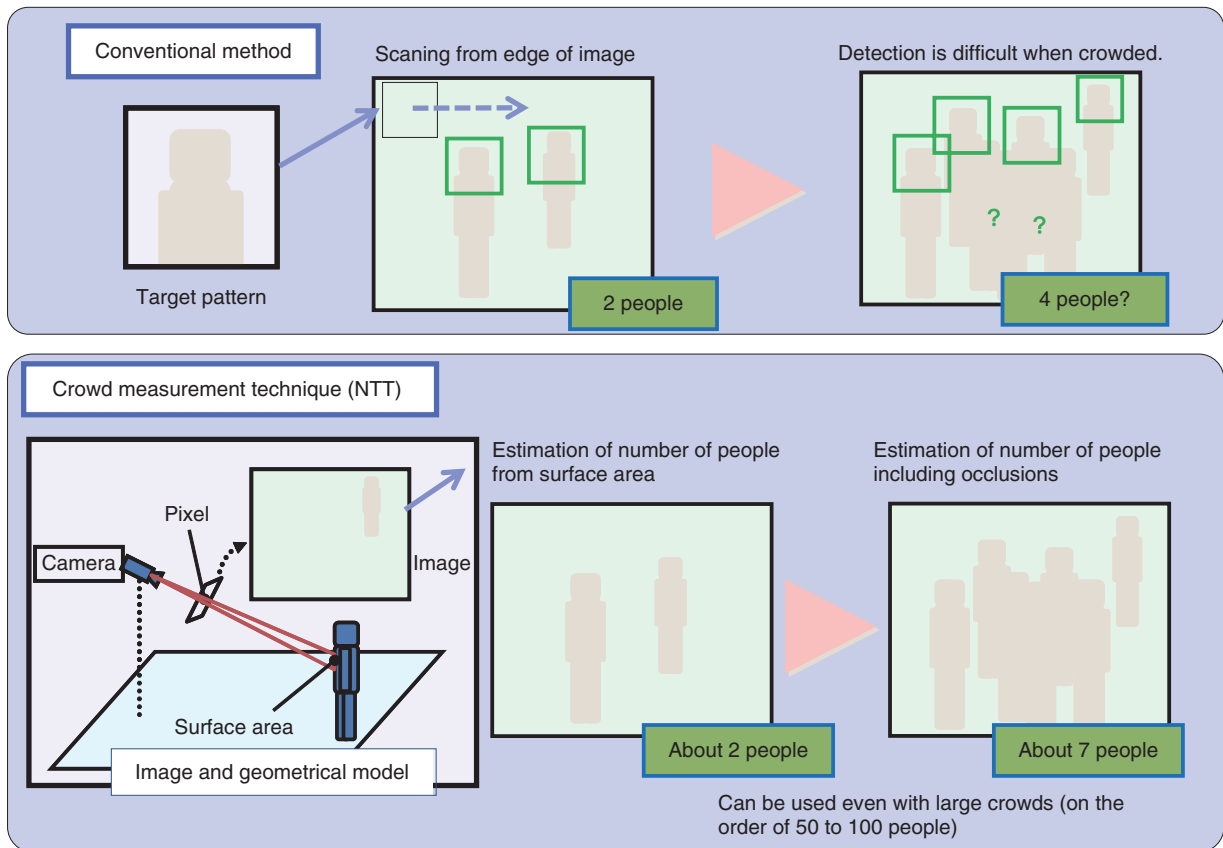 Conventional method
Scaning from edge of image
Detection is difficult when crowded.
Target pattern
2 people
?
?
4 people?
Crowd measurement technique (NTT)
Estimation of number of people
from surface area
Estimation of number of people
including occlusions
Pixel
Camera
Image
Surface area
Image and geometrical model
About 2 people
About 7 people
Can be used even with large crowds (on the
order of 50 to 100 people)